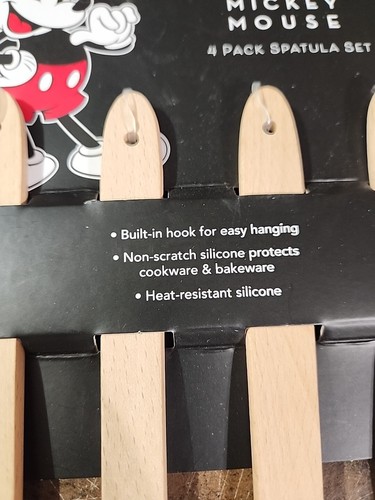 MICKEY
MOUSE
4 PACK SPATULA SET
• Built-in hook for easy hanging
• Non-scratch silicone protects
cookware & bakeware
• Heat-resistant silicone